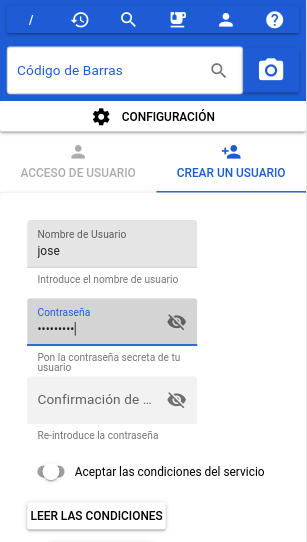 /
Código de Barras
CONFIGURACIÓN
ACCESO DE USUARIO
CREAR UN USUARIO
Nombre de Usuario
jose
Introduce el nombre de usuario
Contraseña
•••••••••
Pon la contraseña secreta de tu
usuario
Confirmación de ...
Re-introduce la contraseña
Aceptar las condiciones del servicio
LEER LAS CONDICIONES